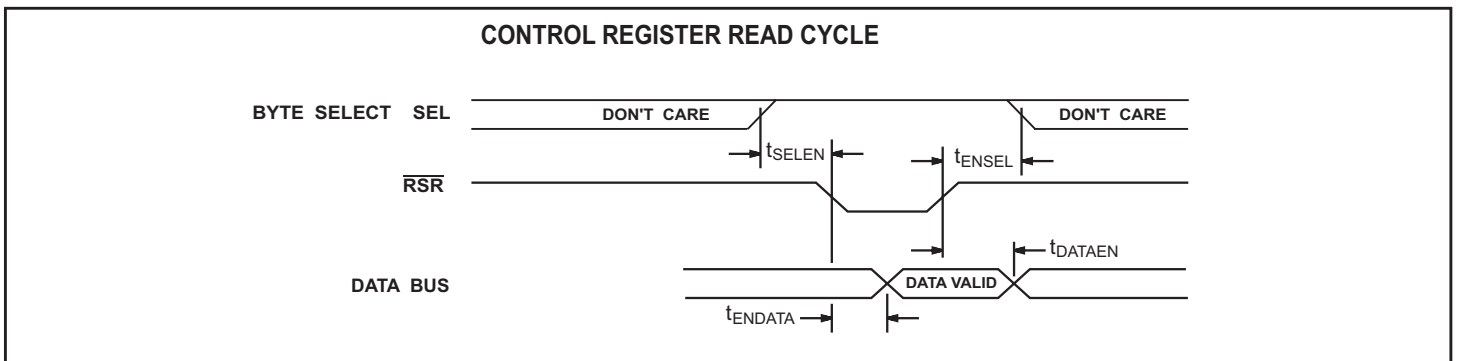 CONTROL REGISTER READ CYCLE
BYTE SELECT SEL
DON'T CARE
DON'T CARE
tSELEN
tENSEL
RSR
tDATAEN
DATA BUS
DATA VALID
tENDATA